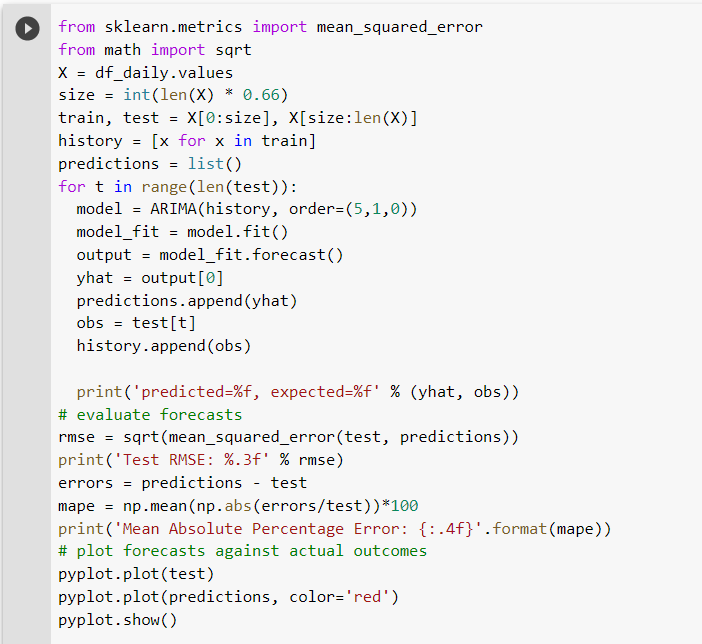 from sklearn.metrics import mean_squared_error
from math import sqrt
X = df_daily.values
size = int(len(X) * 0.66)
train, test = X[0:size], X[size:len(X)]
history = [x for x in train]
predictions = list()
for t in range(len(test)):
  model = ARIMA(history, order=(5,1,0))
  model_fit = model.fit()
  output = model_fit.forecast()
  yhat = output[0]
  predictions.append(yhat)
  obs = test[t]
  history.append(obs)
  print('predicted=%f, expected=%f' % (yhat, obs))
# evaluate forecasts
rmse = sqrt(mean_squared_error(test, predictions))
print('Test RMSE: %.3f' % rmse)
errors = predictions - test
mape = np.mean(np.abs(errors/test))*100
print('Mean Absolute Percentage Error: {:.4f}'.format(mape))
# plot forecasts against actual outcomes
pyplot.plot(test)
pyplot.plot(predictions, color='red')
pyplot.show()